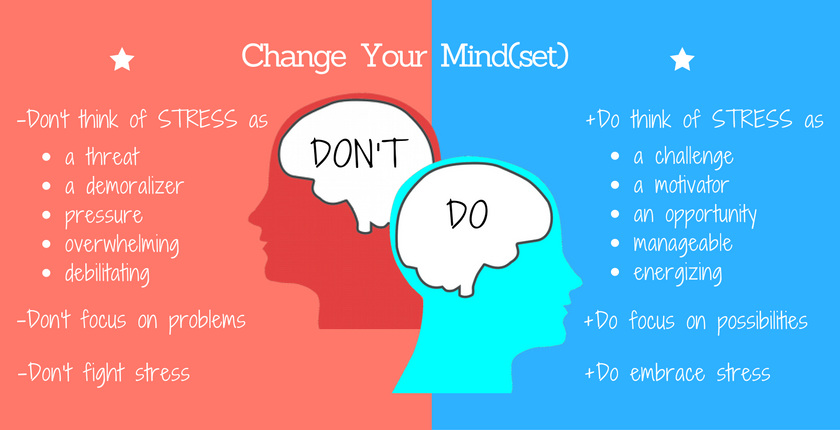 Change Your Mind(set)
-Don't think of STRESS as
• a threat
• a demoralizer
• pressure
• overwhelming
• debilitating
-Don't focus on problems
-Don't fight stress
DON'T
DO
+Do think of STRESS as
• a challenge
• a motivator
• an opportunity
• manageable
• energizing
+Do focus on possibilities
+Do embrace stress